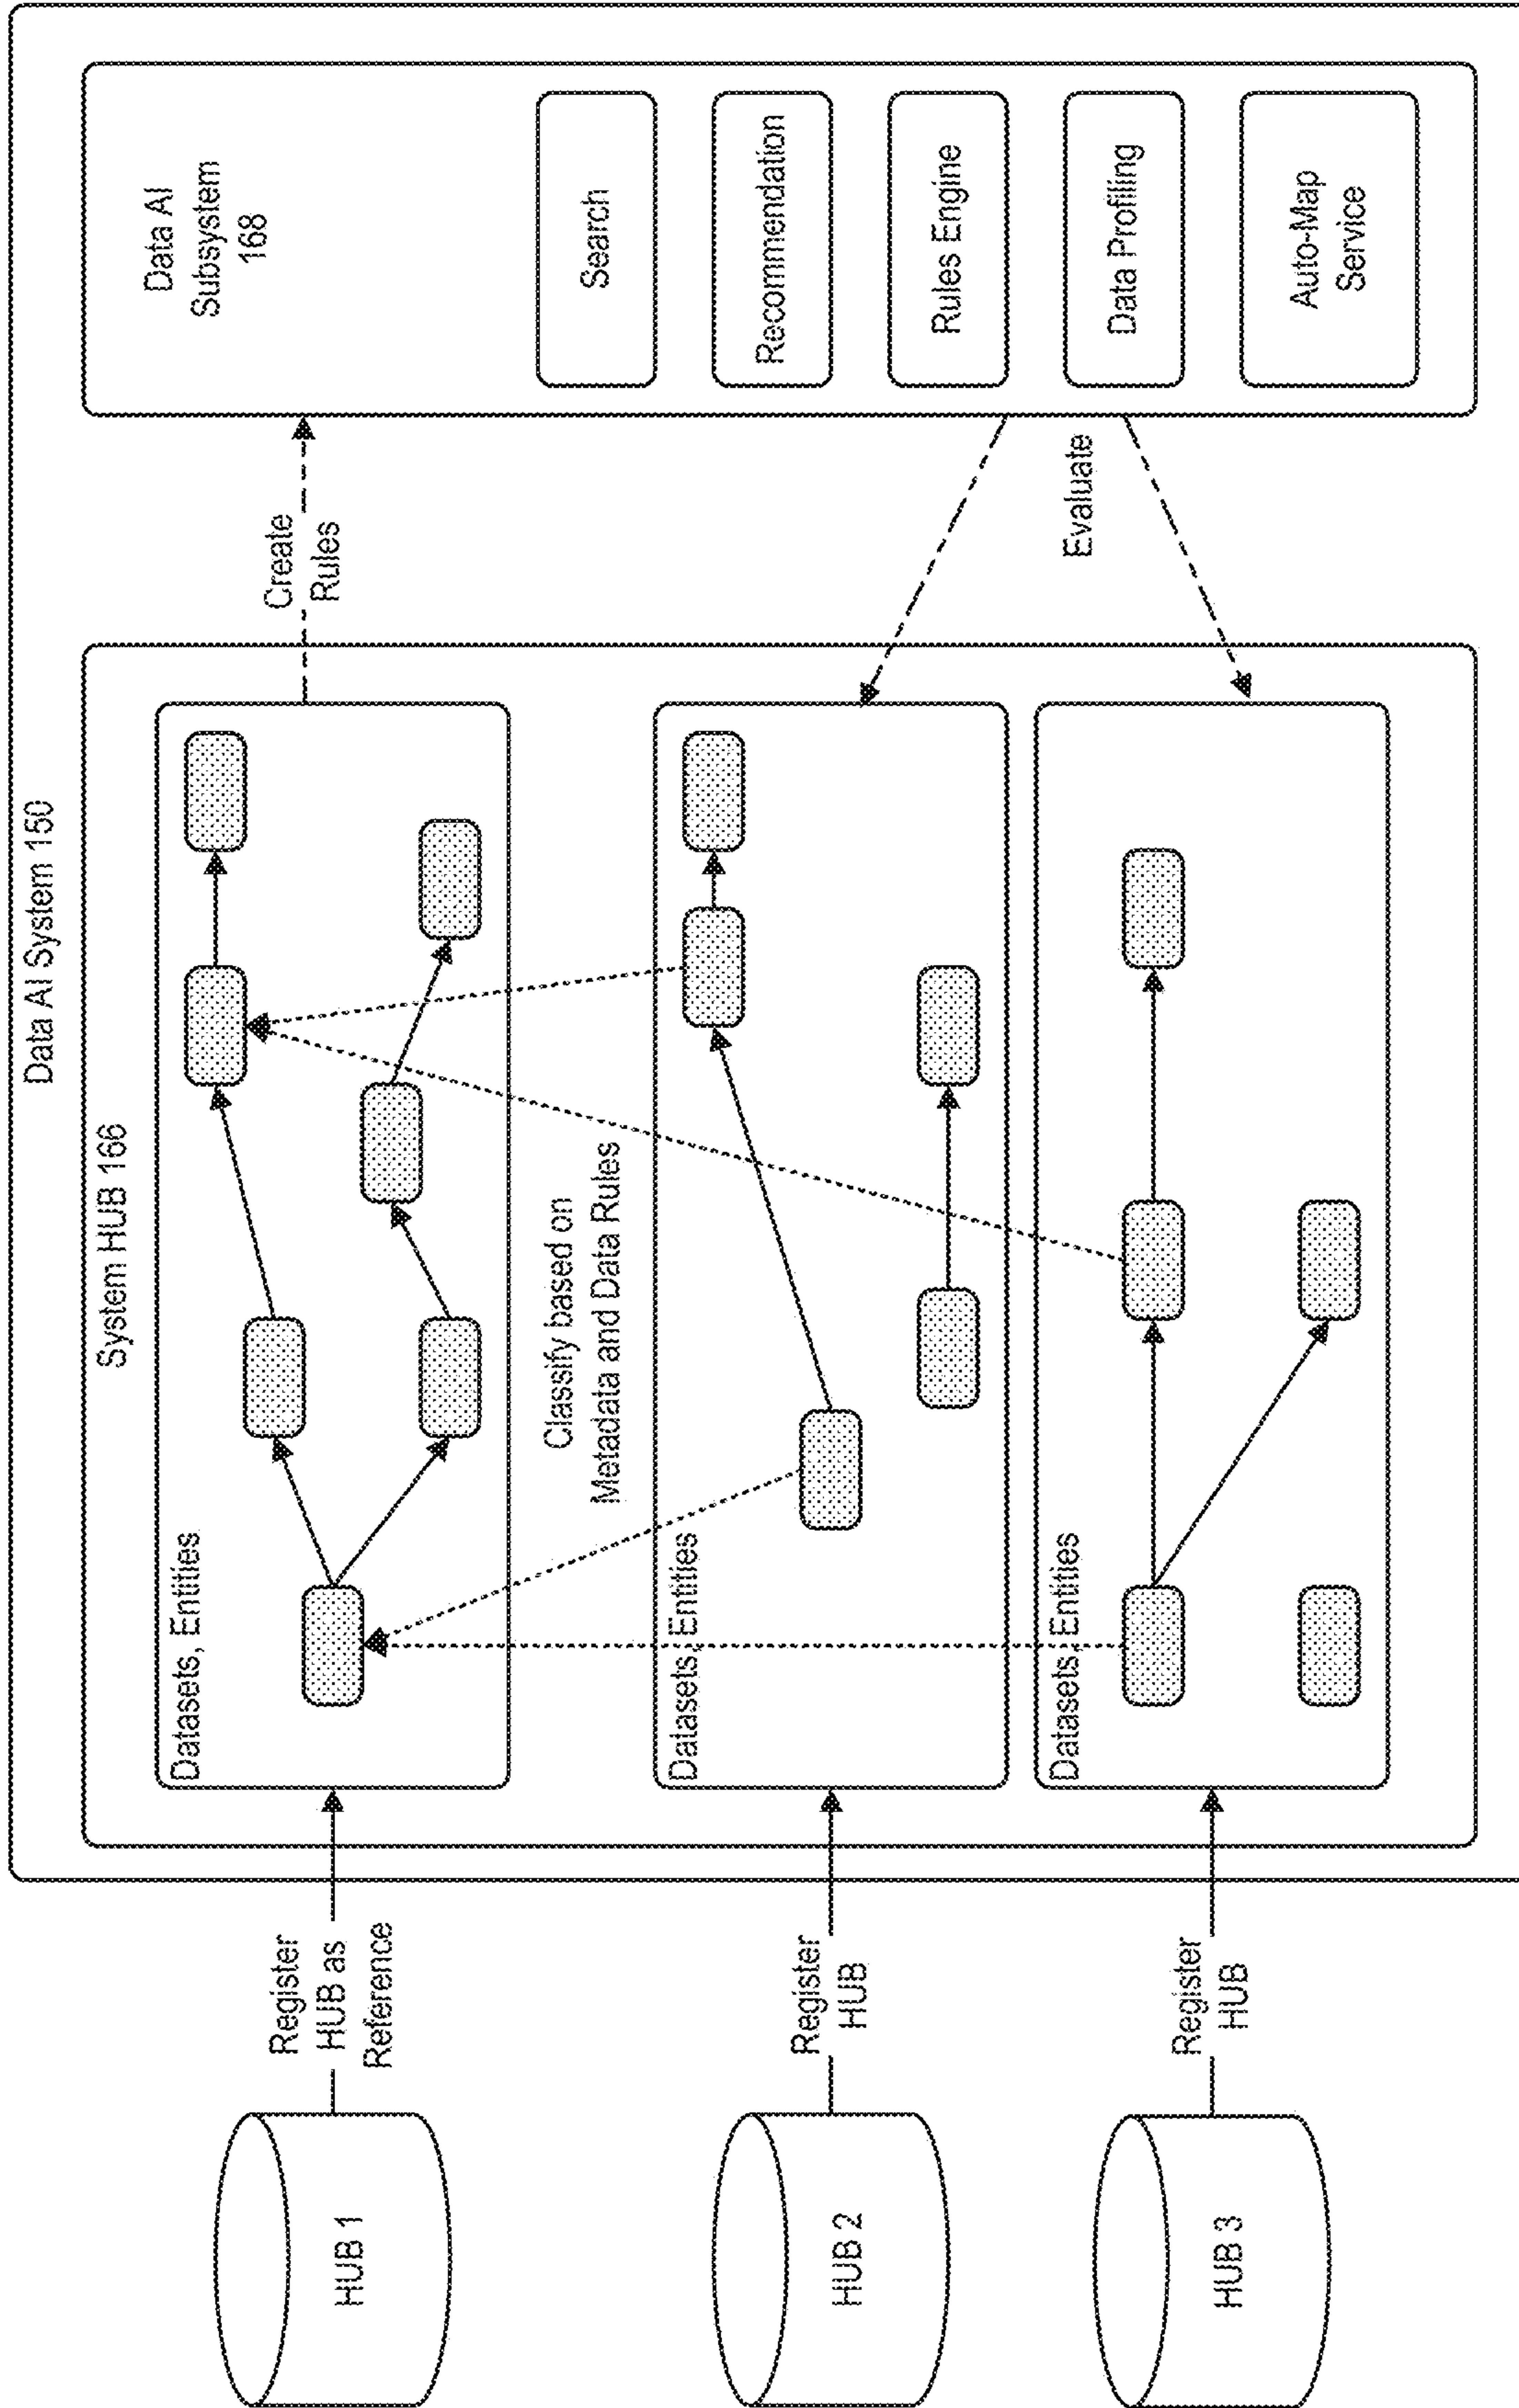 Data AI System 150
System HUB 166
HUB 1
Register
HUB as
Reference
Datasets, Entities
Create
Rules
Data AI
Subsystem
168
Search
Recommendation
Rules Engine
Data Profiling
Auto-Map
Service
Classify based on
Metadata and Data Rules
HUB 2
Register
HUB
Datasets, Entities
Evaluate
HUB 3
Register
HUB
Datasets, Entities